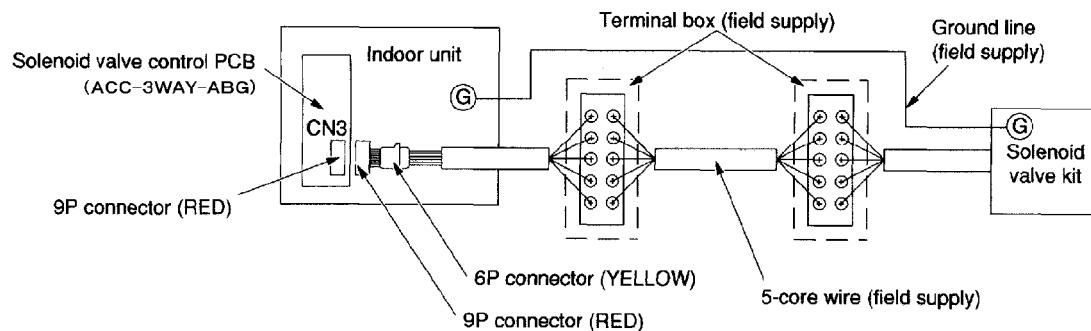 Terminal box (field supply)
Ground line
(field supply)
Indoor unit
Solenoid valve control PCB
(ACC-3WAY-ABG)
G
CN3
G
Solenoid
valve kit
9P connector (RED)
6P connector (YELLOW)
5-core wire (field supply)
9P connector (RED)